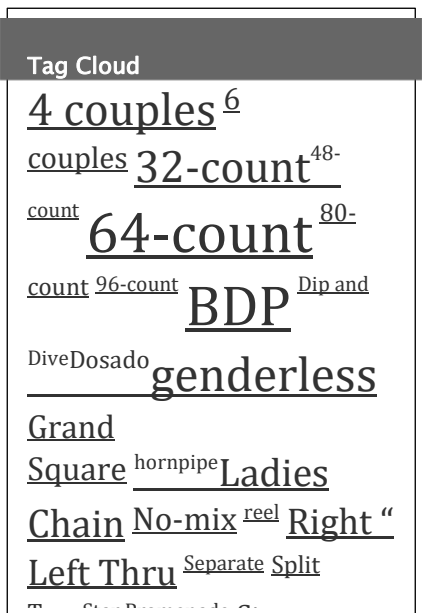 Tag Cloud
4 couples 6
couples 32-count 48-
count 64-count 80-
count 96-count BDP Dip and
Dive Dosado genderless
Grand
Square hornpipe Ladies
Chain No-mix reel Right “
Left Thru Separate Split